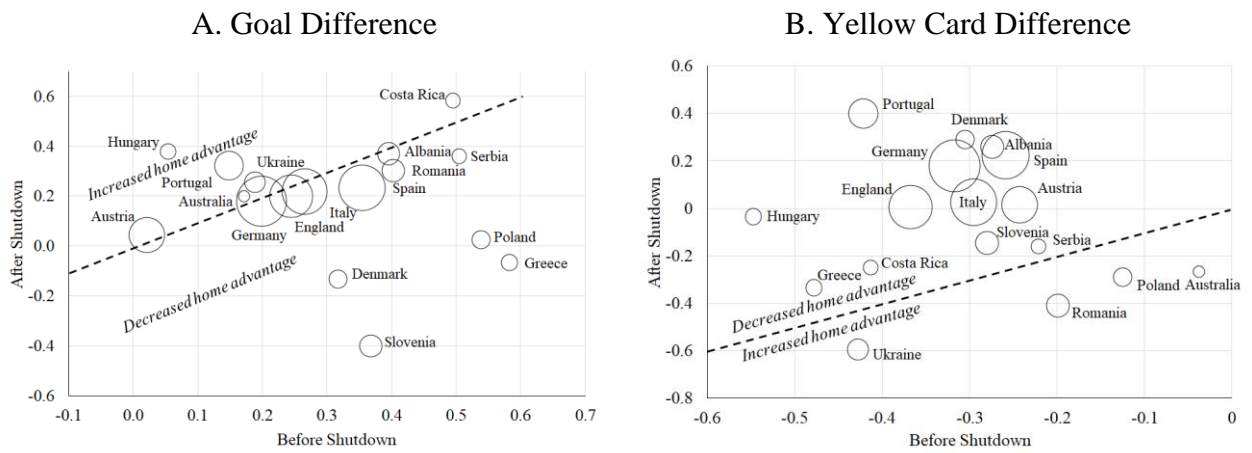 A. Goal Difference
After Shutdown
0.6
0.4
0.2
0.0
-0.2
-0.4
-0.6
Costa Rica
Hungary
Increased home advantage
Ukraine
Albania
Serbia
Romania
Portugal
Spain
Australia
Italy
Austria
England
Germany
Poland
Greece
Decreased home advantage
Denmark
Slovenia
-0.1 0.0 0.1 0.2 0.3 0.4 0.5 0.6 0.7
Before Shutdown
B. Yellow Card Difference
After Shutdown
0.6
0.4
0.2
0
-0.2
-0.4
-0.6
-0.8
Portugal
Denmark
Germany
Albania
Spain
England
Austria
Italy
Hungary
Slovenia
Serbia
Costa Rica
Greece
Poland Australia
Decreased home advantage
Romania
Increased home advantage
Ukraine
-0.6 -0.5 -0.4 -0.3 -0.2 -0.1 0
Before Shutdown